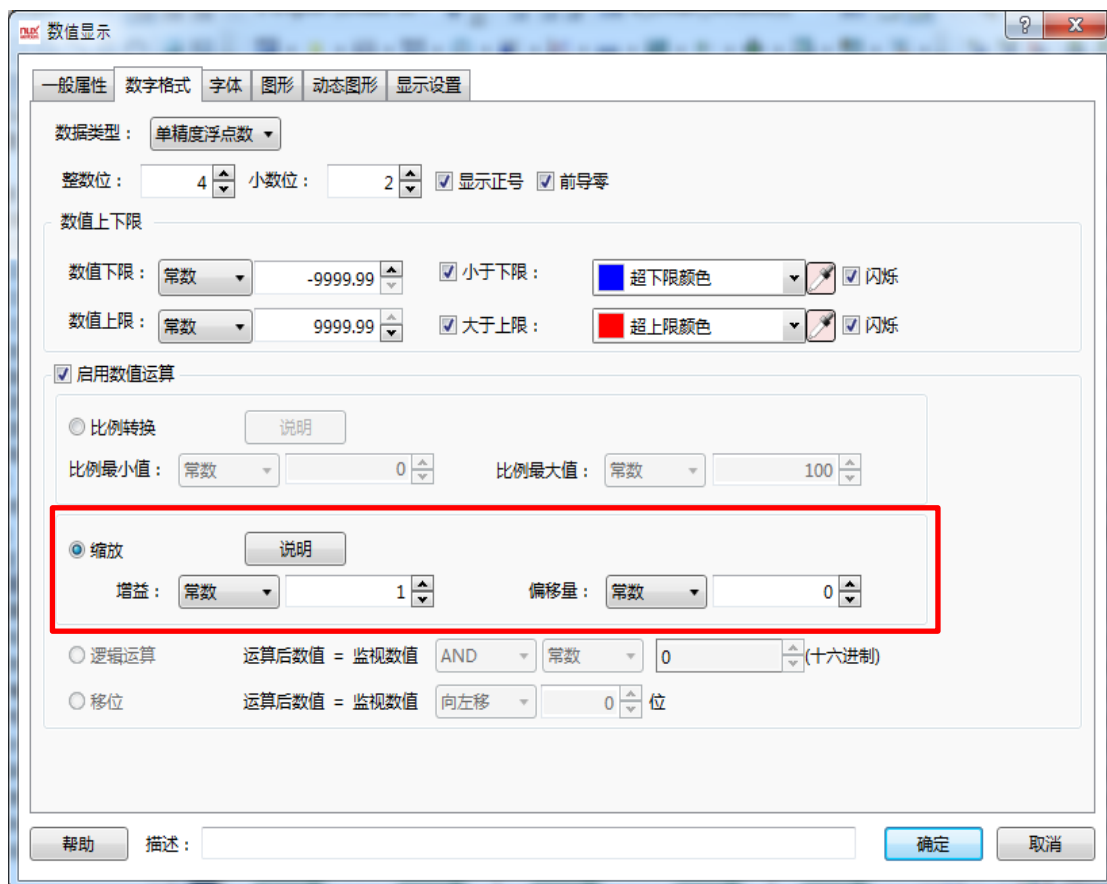 数值显示
一般属性 数字格式 字体 图形 动态图形 显示设置
数据类型： 单精度浮点数
整数位： 4 小数位： 2 显示正号 前导零
数值上下限
数值下限： 常数 -9999.99 小于下限： 超下限颜色 闪烁
数值上限： 常数 9999.99 大于上限： 超上限颜色 闪烁
启用数值运算
比例转换 说明
比例最小值： 常数 0 比例最大值： 常数 100
缩放 说明
增益： 常数 1 偏移量： 常数 0
逻辑运算 运算后数值 = 监视数值 AND 常数 0 (十六进制)
移位 运算后数值 = 监视数值 向左移 0 位
帮助 描述： 确定 取消